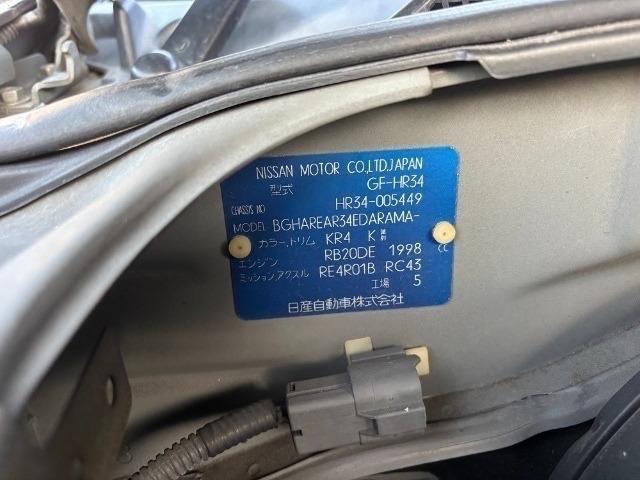 NISSAN MOTOR CO.,LTD.JAPAN
型式 GF-HR34
CHASSIS NO HR34-005449
MODEL BGHAREAR34EDARAMA-
カラー、トリム KR4 K
エンジン RB20DE 1998 CC
ミッション、アクスル RE4R01B RC43
工場 5
日産自動車株式会社